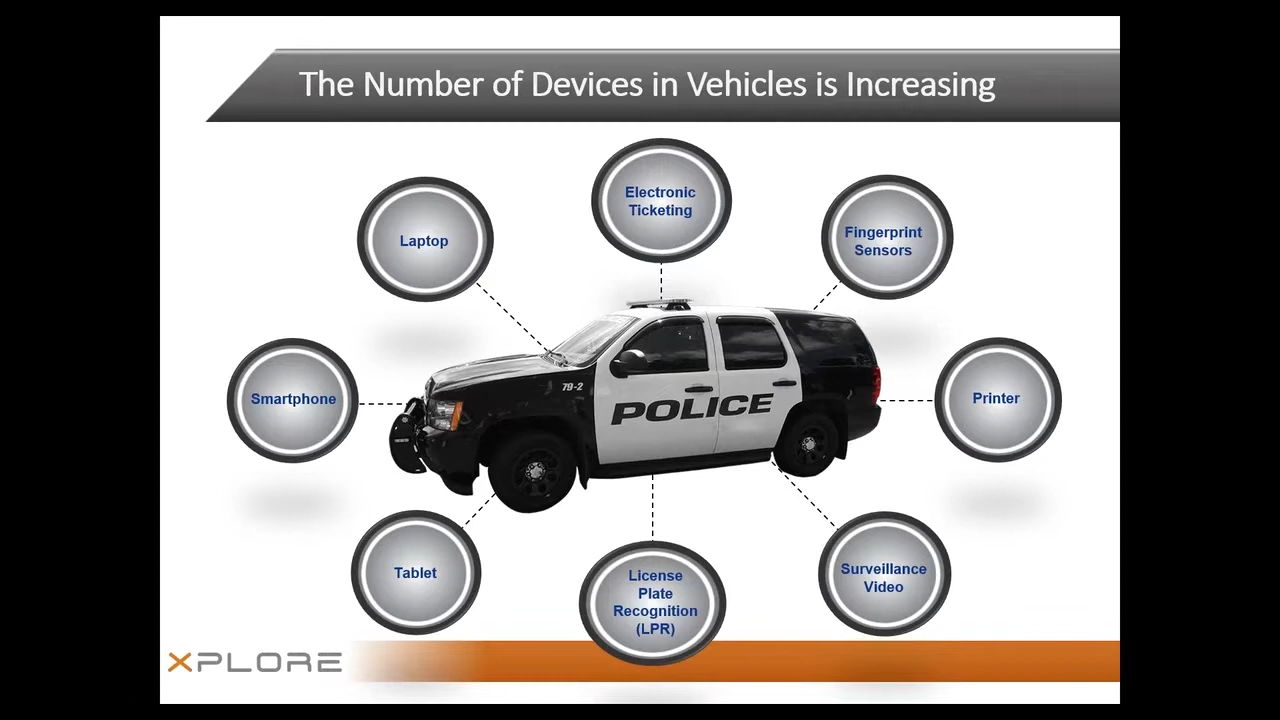 The Number of Devices in Vehicles is Increasing
Electronic
Ticketing
Laptop
Fingerprint
Sensors
Smartphone
79-2
POLICE
Printer
Tablet
License
Plate
Recognition
(LPR)
Surveillance
Video
XPLORE